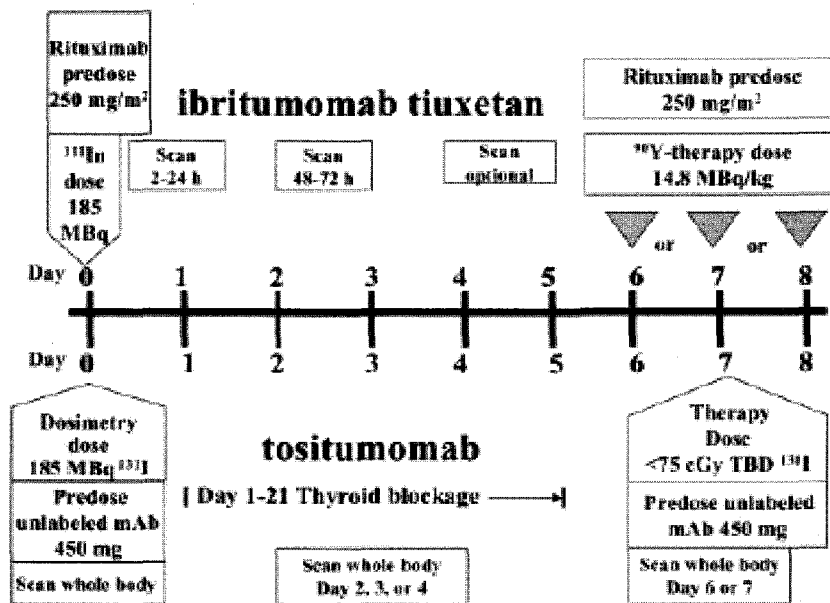 Rituximab
predose
250 mg/m²
ibritumomab tiuxetan
Rituximab predose
250 mg/m²
¹¹¹In
dose
185
MBq
Scan
2-24 h
Scan
48-72 h
Scan
optional
⁹⁰Y-therapy dose
14.8 MBq/kg
or or
Day 0 1 2 3 4 5 6 7 8
Day 0 1 2 3 4 5 6 7 8
Dosimetry
dose
185 MBq ¹³¹I
Predose
unlabeled mAb
450 mg
Scan whole body
tositumomab
Day 1-21 Thyroid blockage
Scan whole body
Day 2, 3, or 4
Therapy
Dose
<75 cGy TBD ¹³¹I
Predose unlabeled
mAb 450 mg
Scan whole body
Day 6 or 7